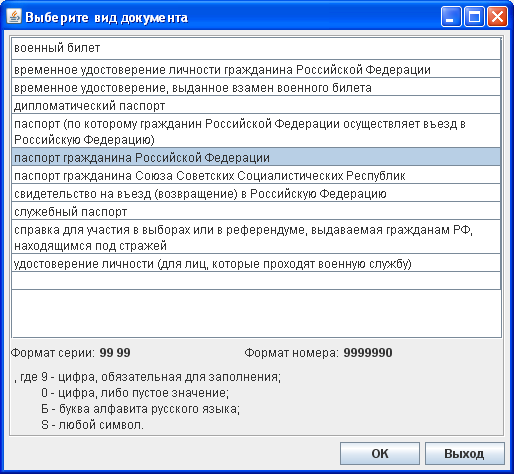 Выберите вид документа
военный билет
временное удостоверение личности гражданина Российской Федерации
временное удостоверение, выданное взамен военного билета
дипломатический паспорт
паспорт (по которому гражданин Российской Федерации осуществляет въезд в
Российскую Федерацию)
паспорт гражданина Российской Федерации
паспорт гражданина Союза Советских Социалистических Республик
свидетельство на въезд (возвращение) в Российскую Федерацию
служебный паспорт
справка для участия в выборах или в референдуме, выдаваемая гражданам РФ,
находящимся под стражей
удостоверение личности (для лиц, которые проходят военную службу)
Формат серии: 99 99 Формат номера: 9999990
, где 9 - цифра, обязательная для заполнения;
0 - цифра, либо пустое значение;
Б - буква алфавита русского языка;
S - любой символ.
OK Выход